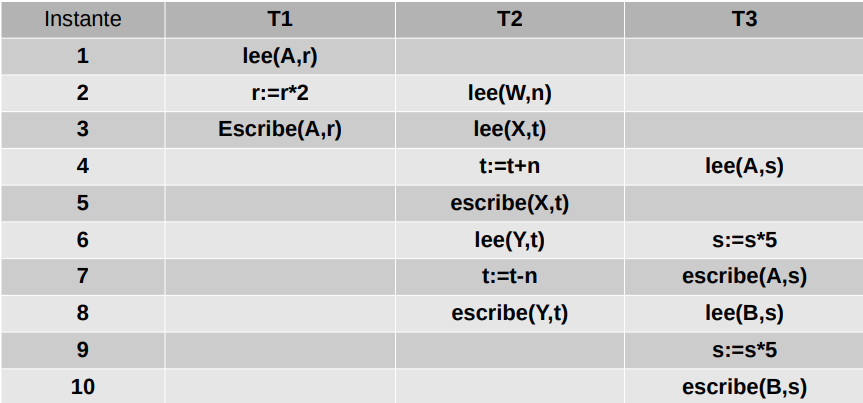 Instante T1 T2 T3
1 lee(A,r)
2 r:=r*2 lee(W,n)
3 Escribe(A,r) lee(X,t)
4 t:=t+n lee(A,s)
5 escribe(X,t)
6 lee(Y,t) s:=s*5
7 t:=t-n escribe(A,s)
8 escribe(Y,t) lee(B,s)
9 s:=s*5
10 escribe(B,s)